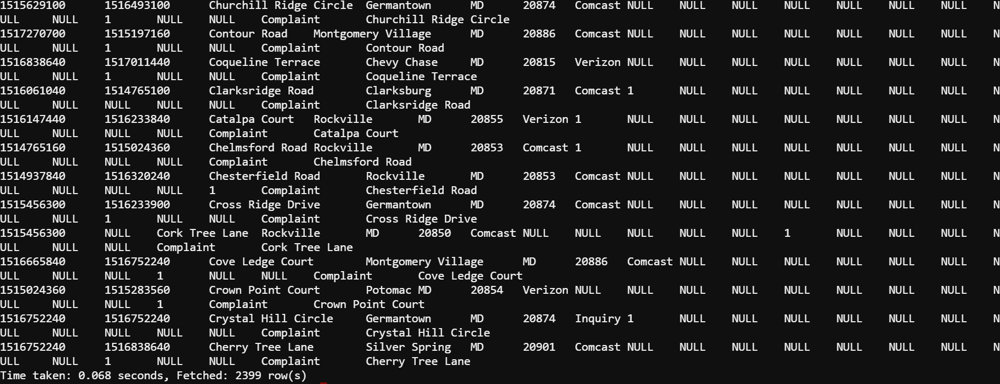 1515629100 1516493100 Churchill Ridge Circle Germantown MD 20874 Comcast NULL NULL NULL NULL NULL NULL NULL N
ULL NULL 1 NULL NULL Complaint Churchill Ridge Circle
1517270700 1515197160 Contour Road Montgomery Village MD 20886 Comcast NULL NULL NULL NULL NULL NULL NULL N
ULL NULL 1 NULL NULL Complaint Contour Road
1516838640 1517011440 Coqueline Terrace Chevy Chase MD 20815 Verizon NULL NULL NULL NULL NULL NULL NULL N
ULL NULL 1 NULL NULL Complaint Coqueline Terrace
1516061040 1514765100 Clarksridge Road Clarksburg MD 20871 Comcast 1 NULL NULL NULL NULL NULL NULL N
ULL NULL NULL NULL NULL Complaint Clarksridge Road
1516147440 1516233840 Catalpa Court Rockville MD 20855 Verizon 1 NULL NULL NULL NULL NULL NULL NULL N
ULL NULL NULL NULL Complaint Catalpa Court
1514765160 1515024360 Chelmsford Road Rockville MD 20853 Comcast 1 NULL NULL NULL NULL NULL NULL NULL N
ULL NULL NULL NULL Complaint Chelmsford Road
1514937840 1516320240 Chesterfield Road Rockville MD 20853 Comcast NULL NULL NULL NULL NULL NULL NULL N
ULL NULL NULL NULL 1 Complaint Chesterfield Road
1515456300 1516233900 Cross Ridge Drive Germantown MD 20874 Comcast NULL NULL NULL NULL NULL NULL NULL N
ULL NULL 1 NULL NULL Complaint Cross Ridge Drive
1515456300 NULL Cork Tree Lane Rockville MD 20850 Comcast NULL NULL NULL NULL NULL 1 NULL NULL NULL N
ULL NULL NULL Complaint Cork Tree Lane
1516665840 1516752240 Cove Ledge Court Montgomery Village MD 20886 Comcast NULL NULL NULL NULL NULL NULL N
ULL NULL NULL 1 NULL NULL Complaint Cove Ledge Court
1515024360 1515283560 Crown Point Court Potomac MD 20854 Verizon NULL NULL NULL NULL NULL NULL NULL NULL N
ULL NULL NULL 1 Complaint Crown Point Court
1516752240 1516752240 Crystal Hill Circle Germantown MD 20874 Inquiry 1 NULL NULL NULL NULL NULL NULL N
ULL NULL NULL NULL NULL Complaint Crystal Hill Circle
1516752240 1516838640 Cherry Tree Lane Silver Spring MD 20901 Comcast NULL NULL NULL NULL NULL NULL NULL N
ULL NULL 1 NULL NULL Complaint Cherry Tree Lane
Time taken: 0.068 seconds, Fetched: 2399 row(s)